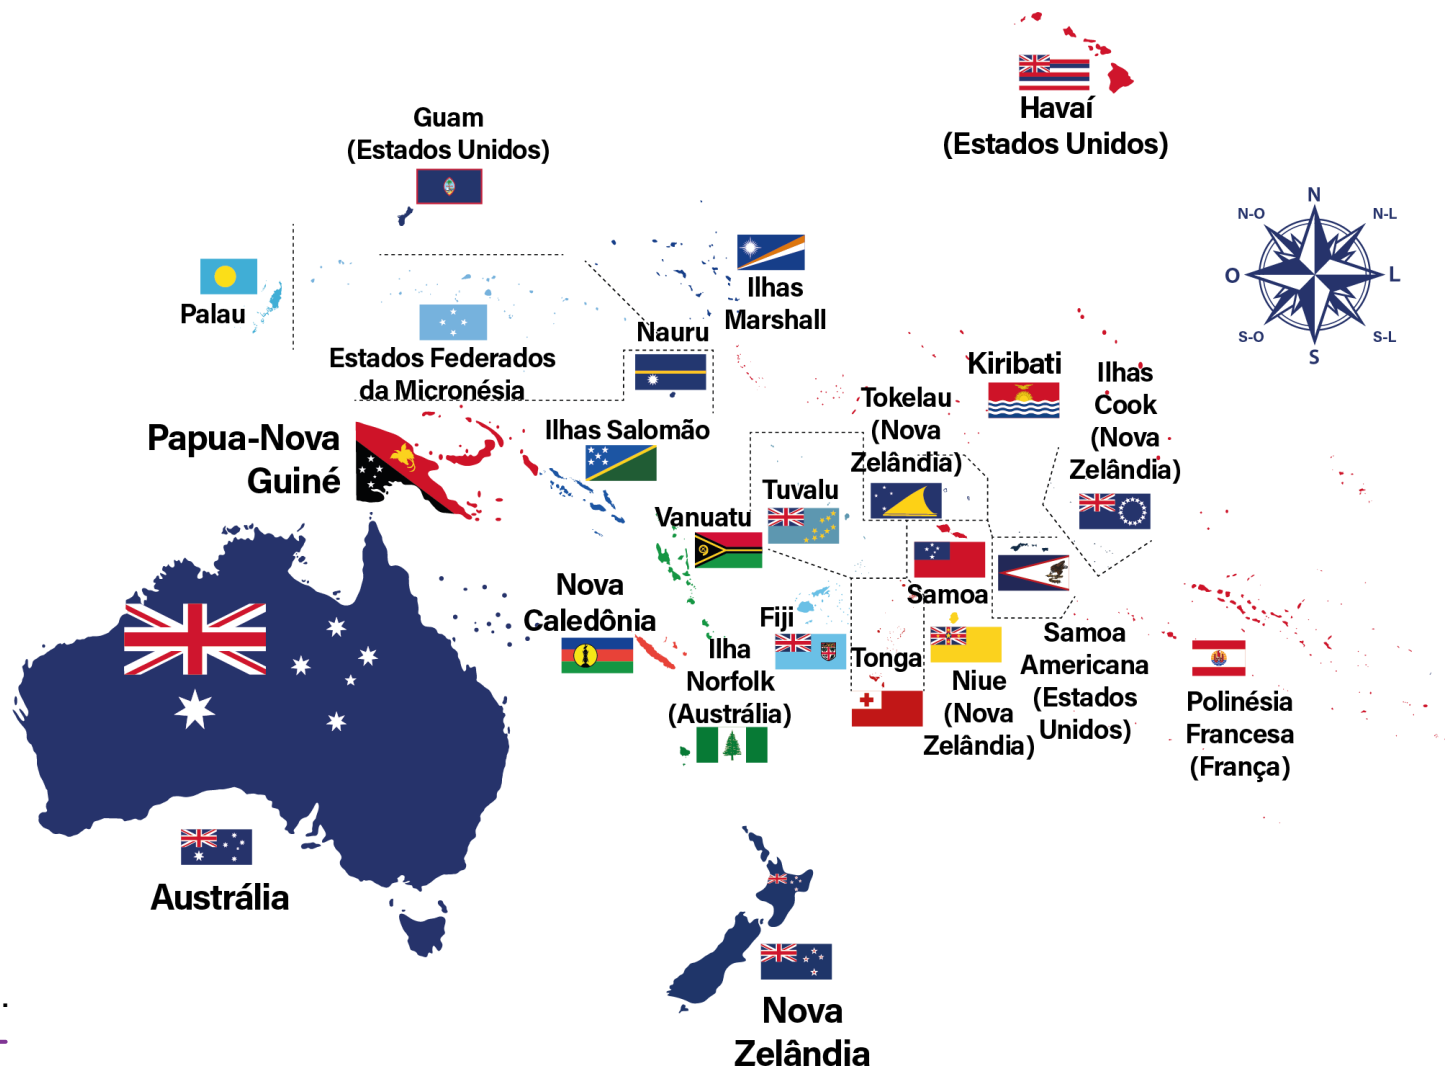 Havaí
(Estados Unidos)
Guam
(Estados Unidos)
N
N-O
N-L
O
L
S-O
S-L
S
Palau
Ilhas
Marshall
Estados Federados
da Micronésia
Nauru
Kiribati
Ilhas
Cook
(Nova
Zelândia)
Tokelau
(Nova
Zelândia)
Papua-Nova
Guiné
Ilhas Salomão
Tuvalu
Vanuatu
Samoa
Nova
Caledônia
Fiji
Ilha
Norfolk
(Austrália)
Tonga
Niue
(Nova
Zelândia)
Samoa
Americana
(Estados
Unidos)
Polinésia
Francesa
(França)
Austrália
Nova
Zelândia